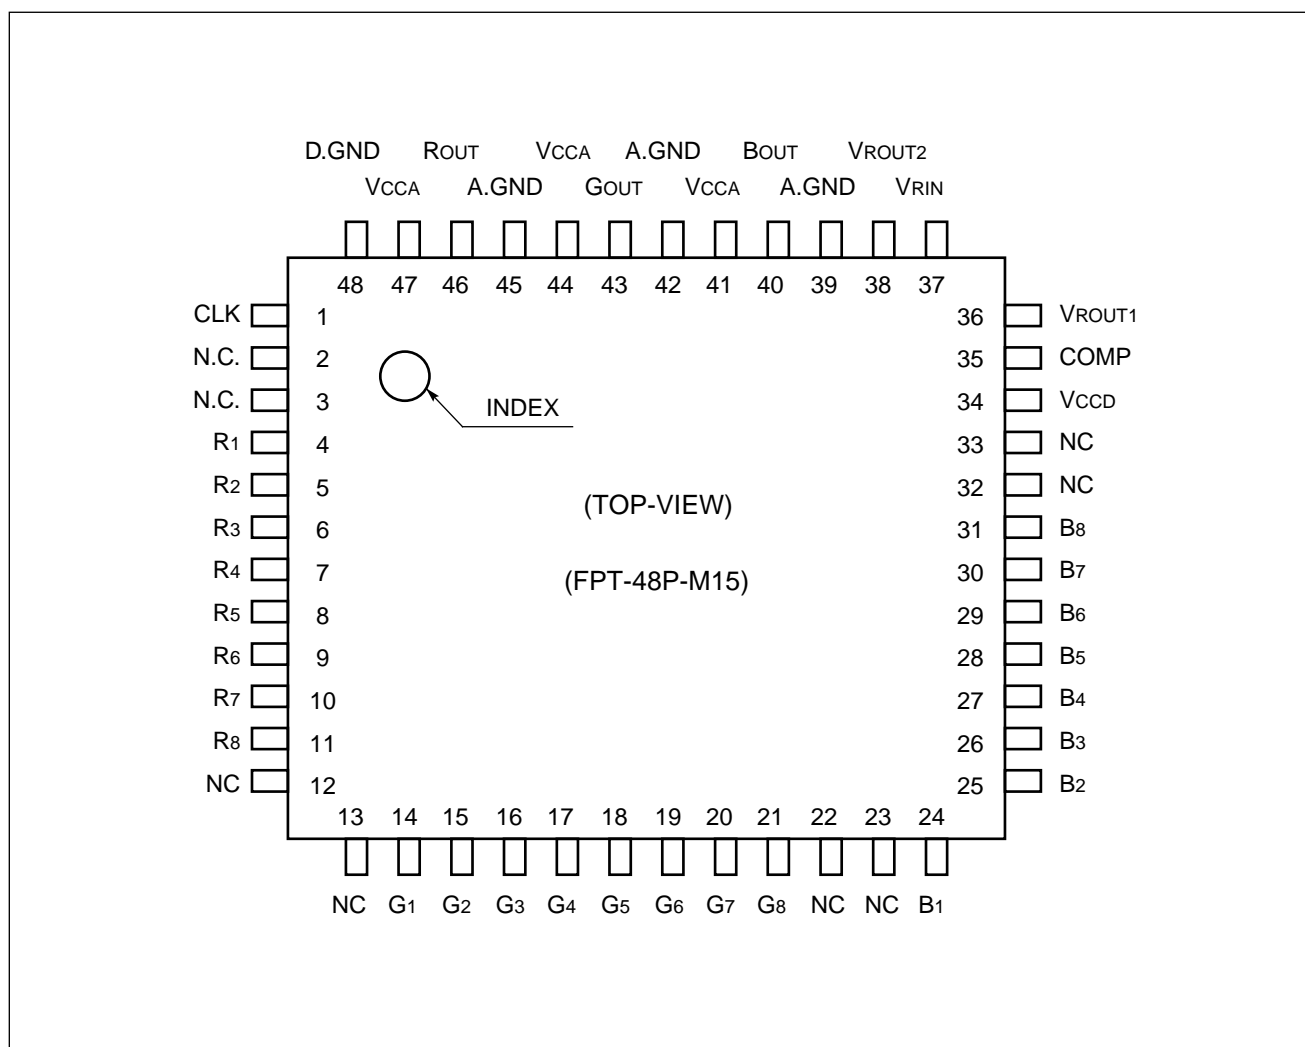 D.GND ROUT VCCA A.GND BOUT VROUT2
VCCA A.GND GOUT VCCA A.GND VRIN
48 47 46 45 44 43 42 41 40 39 38 37
CLK 1 36 VROUT1
N.C. 2 35 COMP
N.C. 3 34 VCCD
INDEX
R1 4 33 NC
R2 5 32 NC
(TOP-VIEW)
R3 6 31 B8
R4 7 30 B7
(FPT-48P-M15)
R5 8 29 B6
R6 9 28 B5
R7 10 27 B4
R8 11 26 B3
NC 12 25 B2
13 14 15 16 17 18 19 20 21 22 23 24
NC G1 G2 G3 G4 G5 G6 G7 G8 NC NC B1